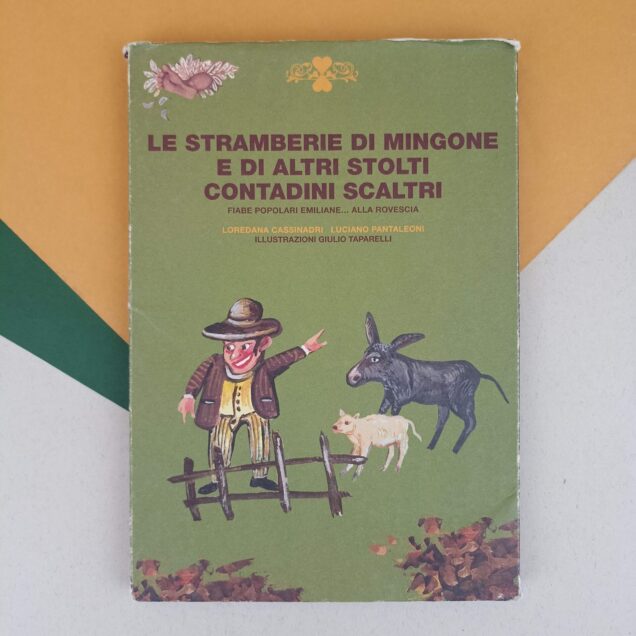 LE STRAMBERIE DI MINGONE
E DI ALTRI STOLTI
CONTADINI SCALTRI
FIABE POPOLARI EMILIANE... ALLA ROVESCIA
LOREDANA CASSINADRI LUCIANO PANTALEONI
ILLUSTRAZIONI GIULIO TAPARELLI